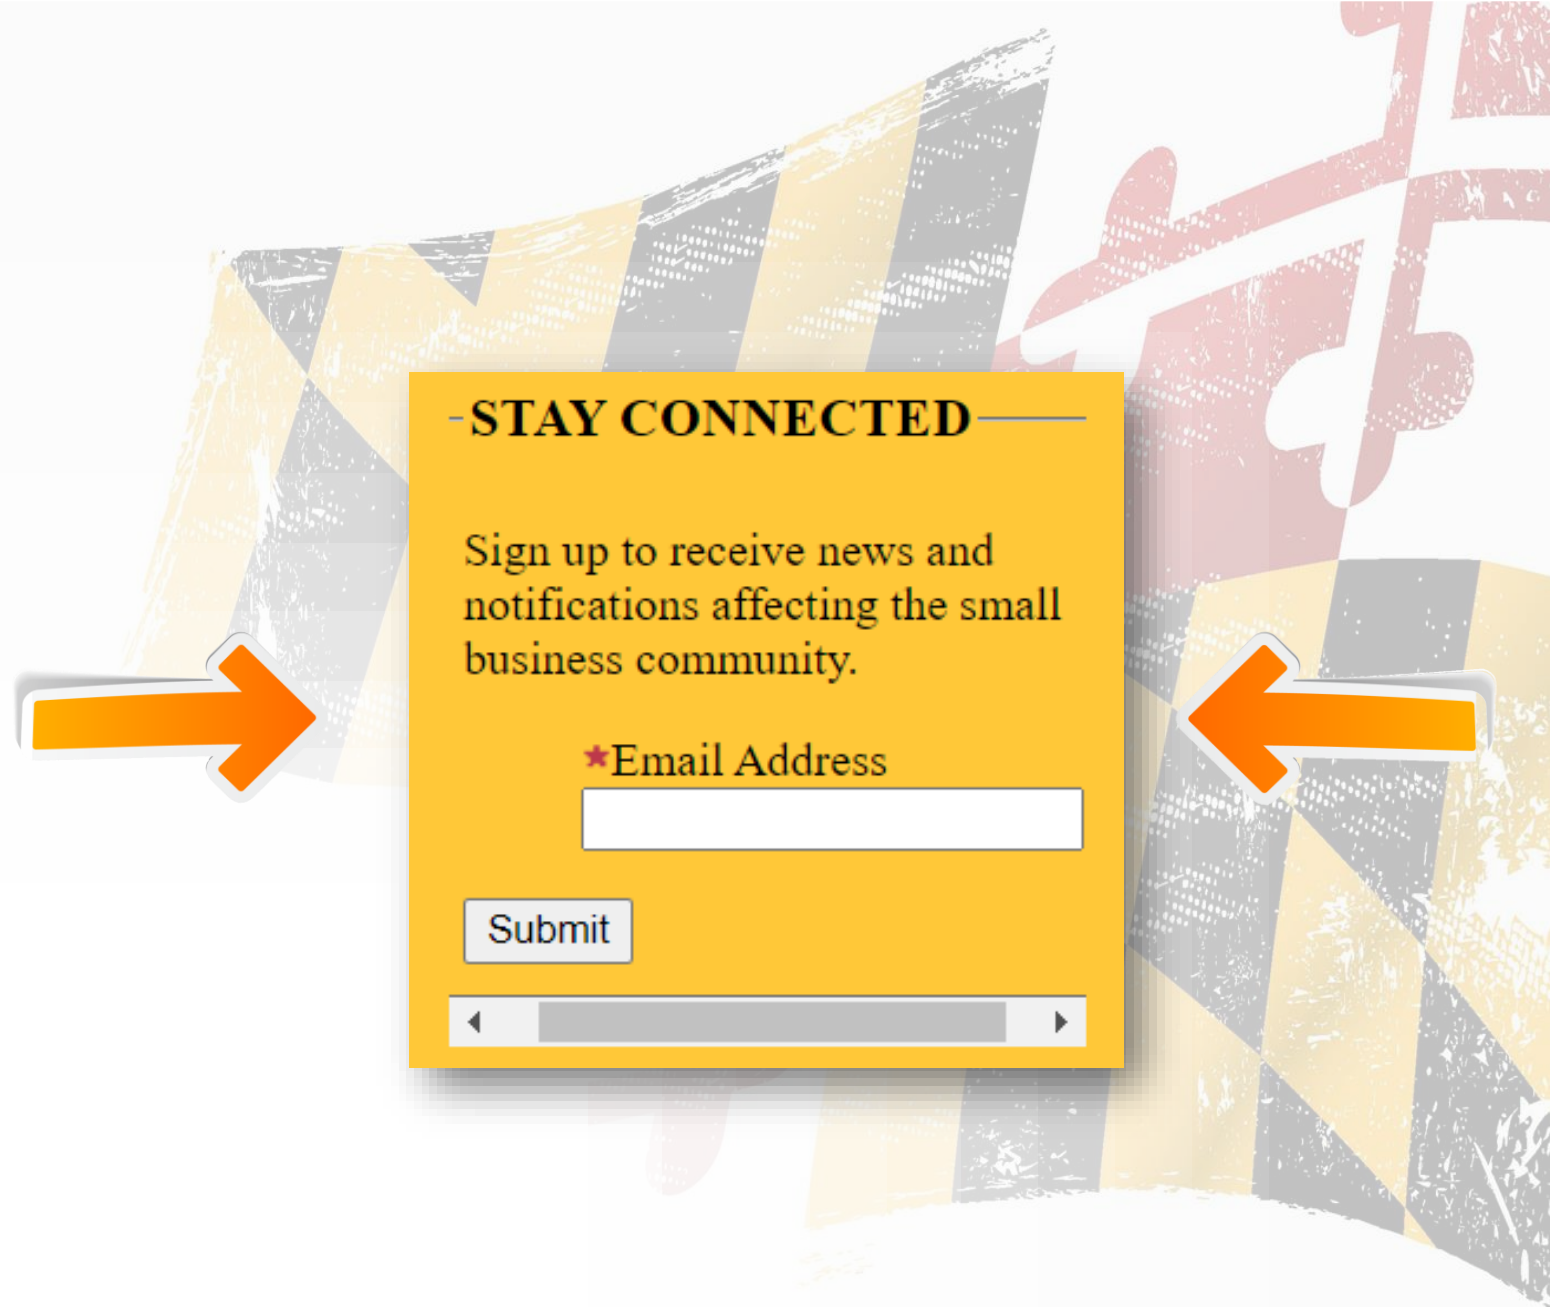 STAY CONNECTED
Sign up to receive news and
notifications affecting the small
business community.
*Email Address
Submit